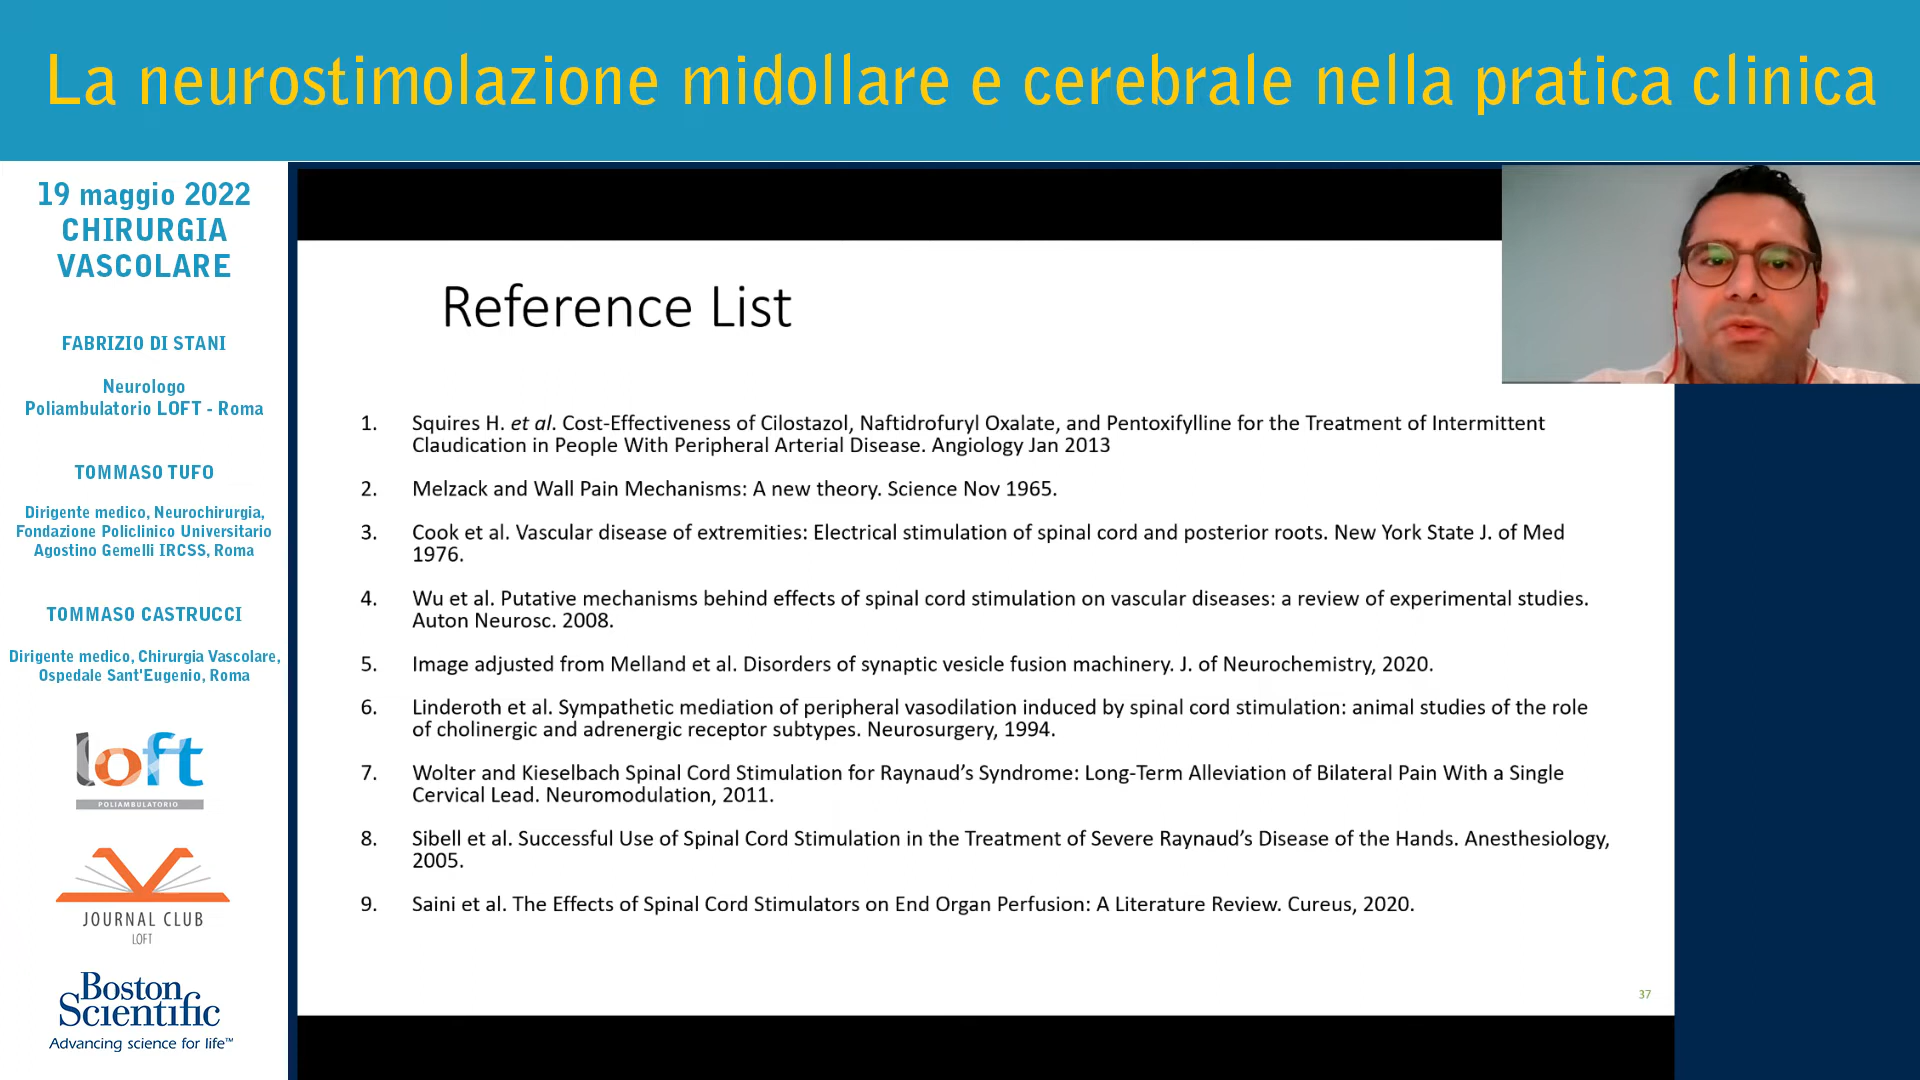 La neurostimolazione midollare e cerebrale nella pratica clinica
19 maggio 2022
CHIRURGIA
VASCOLARE
FABRIZIO DI STANI
Neurologo
Poliambulatorio LOFT - Roma
TOMMASO TUFO
Dirigente medico, Neurochirurgia,
Fondazione Policlinico Universitario
Agostino Gemelli IRCSS, Roma
TOMMASO CASTRUCCI
Dirigente medico, Chirurgia Vascolare,
Ospedale Sant'Eugenio, Roma
loft
POLIAMBULATORIO
JOURNAL CLUB
LOFT
Boston
Scientific
Advancing science for life™
Reference List
1. Squires H. et al. Cost-Effectiveness of Cilostazol, Naftidrofuryl Oxalate, and Pentoxifylline for the Treatment of Intermittent
Claudication in People With Peripheral Arterial Disease. Angiology Jan 2013
2. Melzack and Wall Pain Mechanisms: A new theory. Science Nov 1965.
3. Cook et al. Vascular disease of extremities: Electrical stimulation of spinal cord and posterior roots. New York State J. of Med
1976.
4. Wu et al. Putative mechanisms behind effects of spinal cord stimulation on vascular diseases: a review of experimental studies.
Auton Neurosc. 2008.
5. Image adjusted from Melland et al. Disorders of synaptic vesicle fusion machinery. J. of Neurochemistry, 2020.
6. Linderoth et al. Sympathetic mediation of peripheral vasodilation induced by spinal cord stimulation: animal studies of the role
of cholinergic and adrenergic receptor subtypes. Neurosurgery, 1994.
7. Wolter and Kieselbach Spinal Cord Stimulation for Raynaud’s Syndrome: Long-Term Alleviation of Bilateral Pain With a Single
Cervical Lead. Neuromodulation, 2011.
8. Sibell et al. Successful Use of Spinal Cord Stimulation in the Treatment of Severe Raynaud’s Disease of the Hands. Anesthesiology,
2005.
9. Saini et al. The Effects of Spinal Cord Stimulators on End Organ Perfusion: A Literature Review. Cureus, 2020.
37